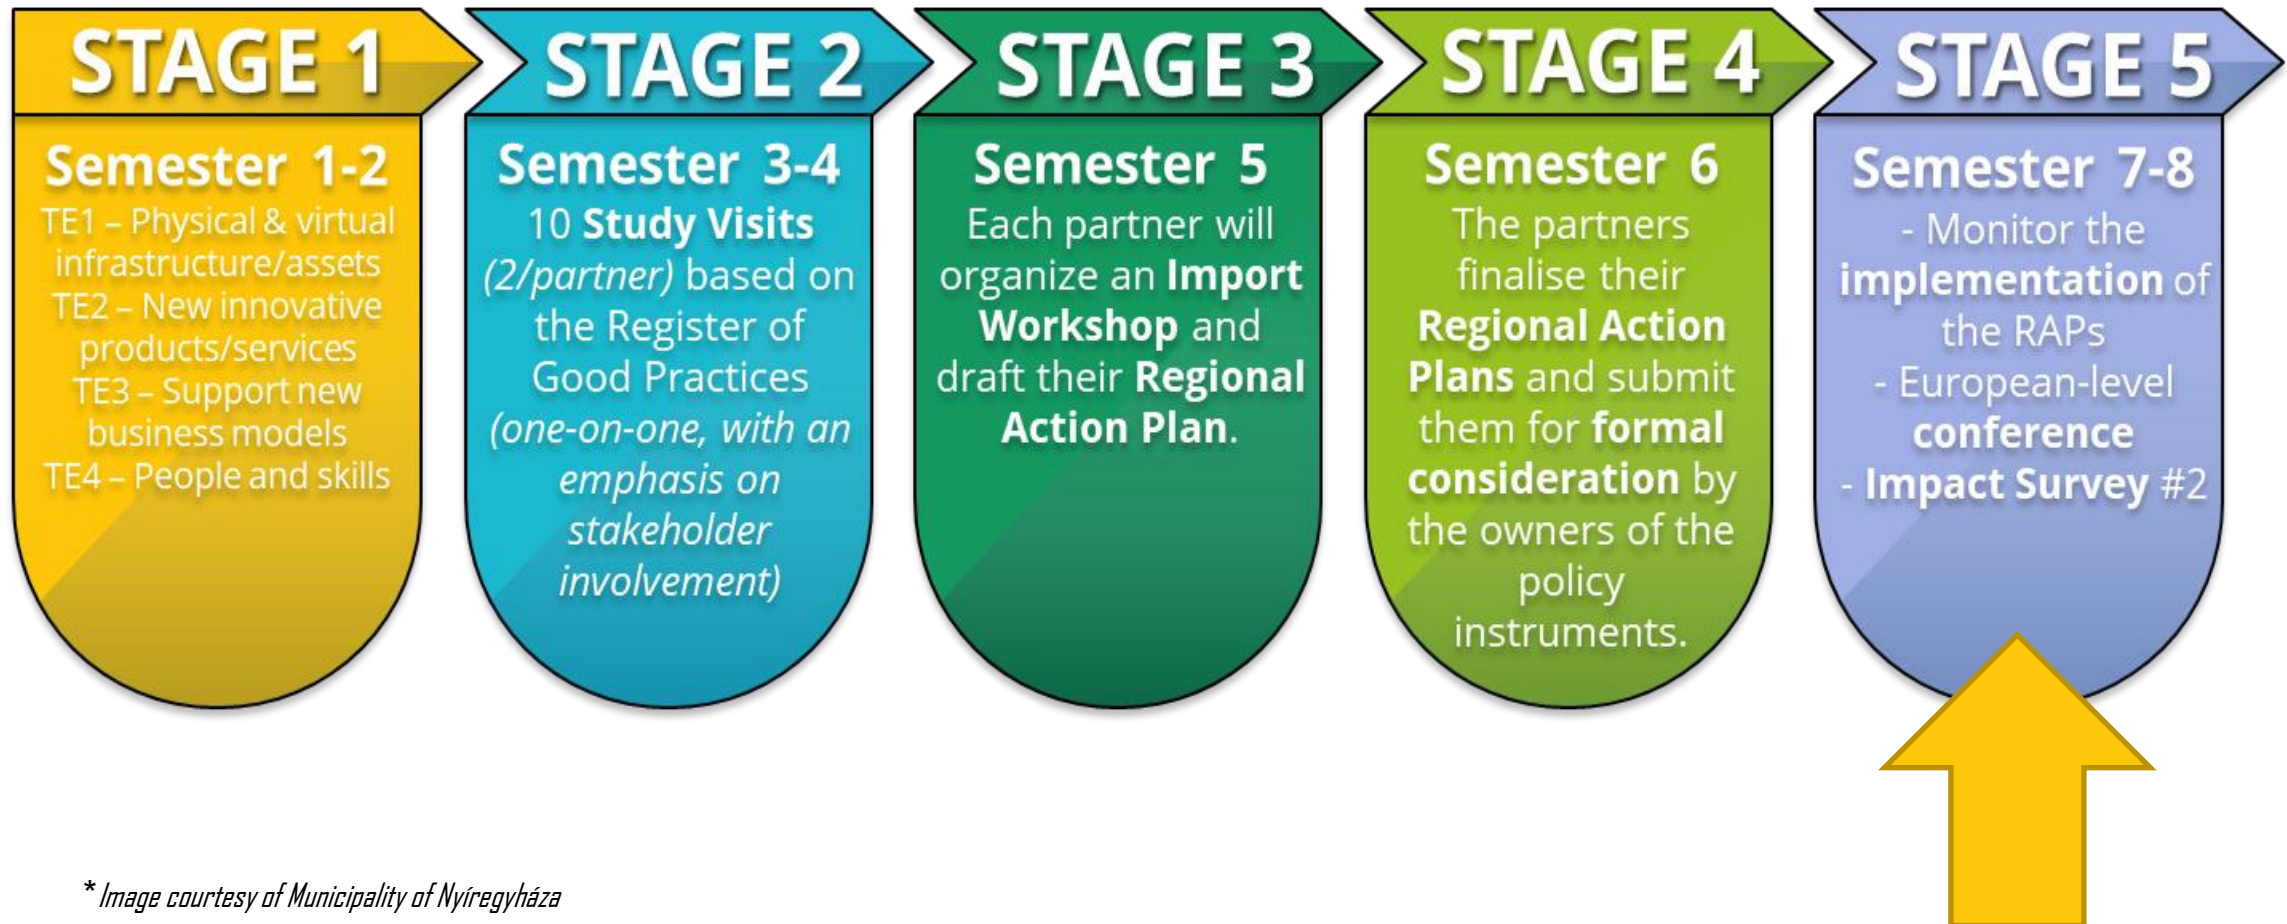 STAGE 1
Semester 1-2
TE1 – Physical & virtual
infrastructure/assets
TE2 – New innovative
products/services
TE3 – Support new
business models
TE4 – People and skills
STAGE 2
Semester 3-4
10 Study Visits
(2/partner) based on
the Register of
Good Practices
(one-on-one, with an
emphasis on
stakeholder
involvement)
STAGE 3
Semester 5
Each partner will
organize an Import
Workshop and
draft their Regional
Action Plan.
STAGE 4
Semester 6
The partners
finalise their
Regional Action
Plans and submit
them for formal
consideration by
the owners of the
policy
instruments.
STAGE 5
Semester 7-8
- Monitor the
implementation of
the RAPs
- European-level
conference
- Impact Survey #2
* Image courtesy of Municipality of Nyíregyháza